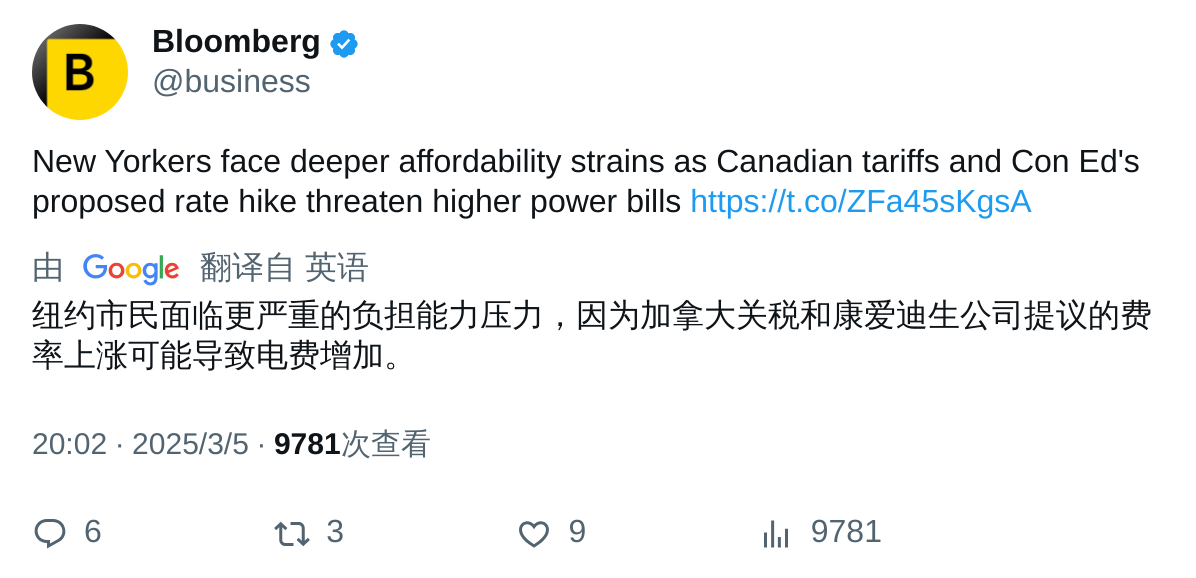 B
Bloomberg
@business
New Yorkers face deeper affordability strains as Canadian tariffs and Con Ed's
proposed rate hike threaten higher power bills https://t.co/ZFa45sKgsA
由 Google 翻译自 英语
纽约市民面临更严重的负担能力压力，因为加拿大关税和康爱迪生公司提议的费
率上涨可能导致电费增加。
20:02 · 2025/3/5 · 9781次查看
6 3 9 9781